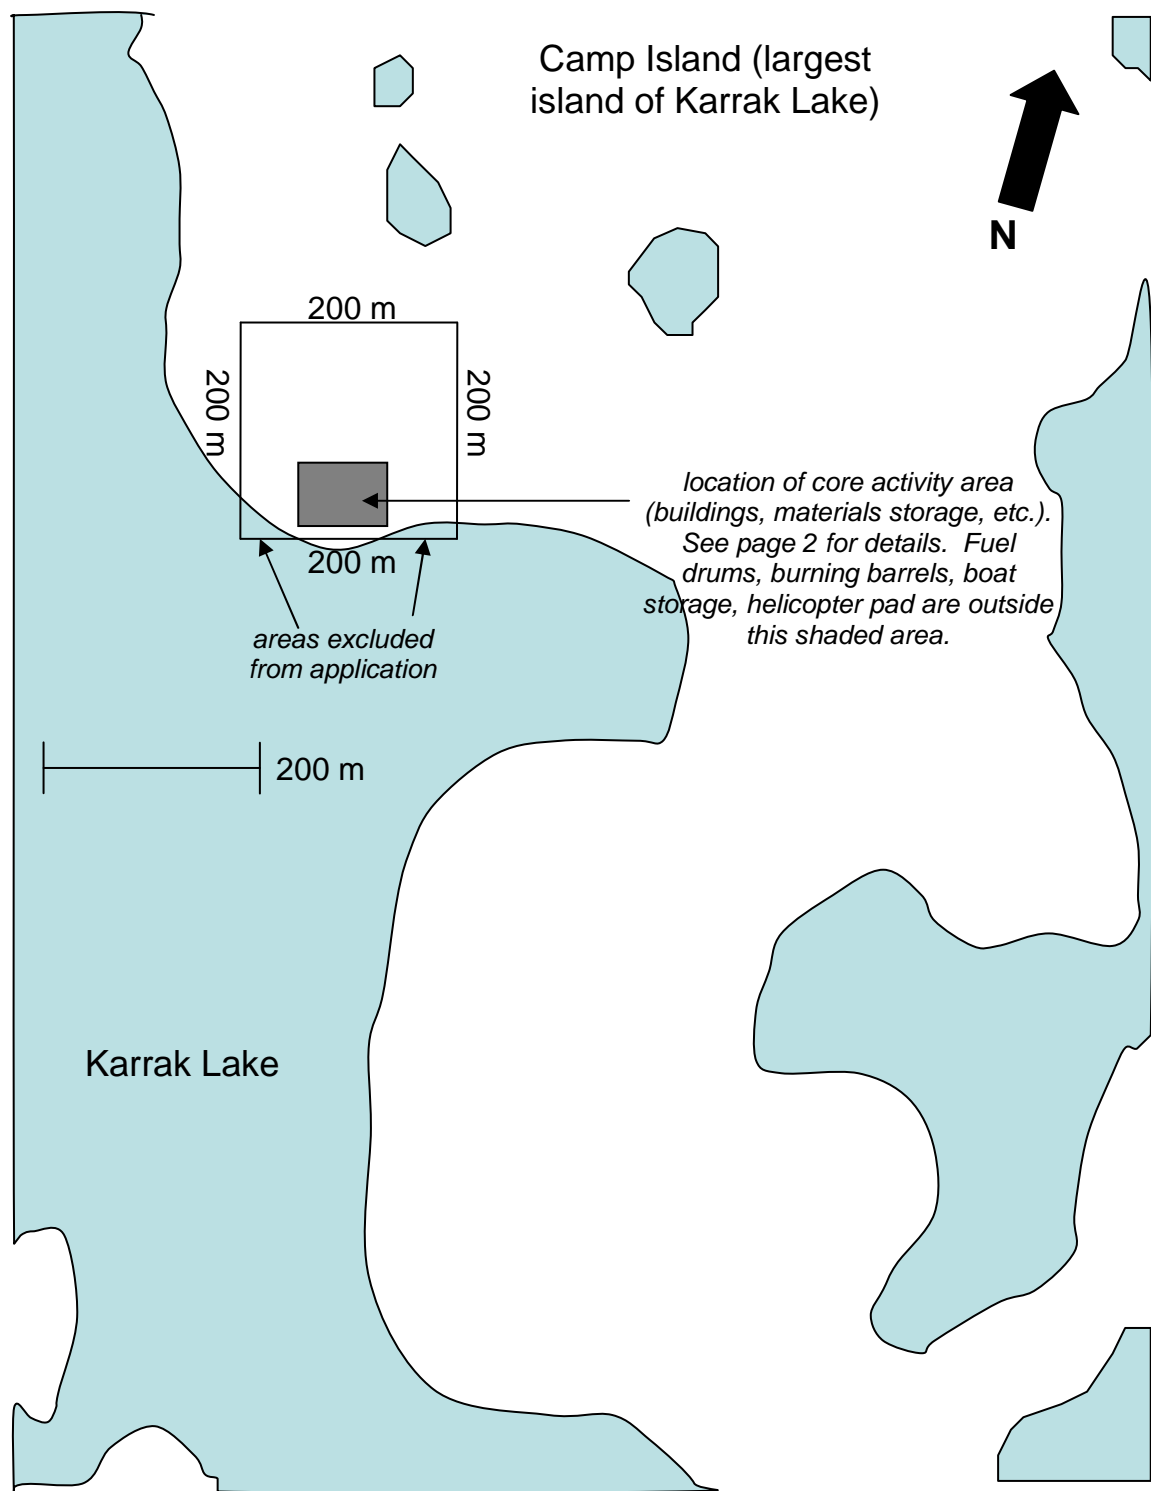 Camp Island (largest
island of Karrak Lake)
N
200 m
200 m
200 m
location of core activity area
(buildings, materials storage, etc.).
See page 2 for details. Fuel
drums, burning barrels, boat
storage, helicopter pad are outside
this shaded area.
200 m
areas excluded
from application
200 m
Karrak Lake